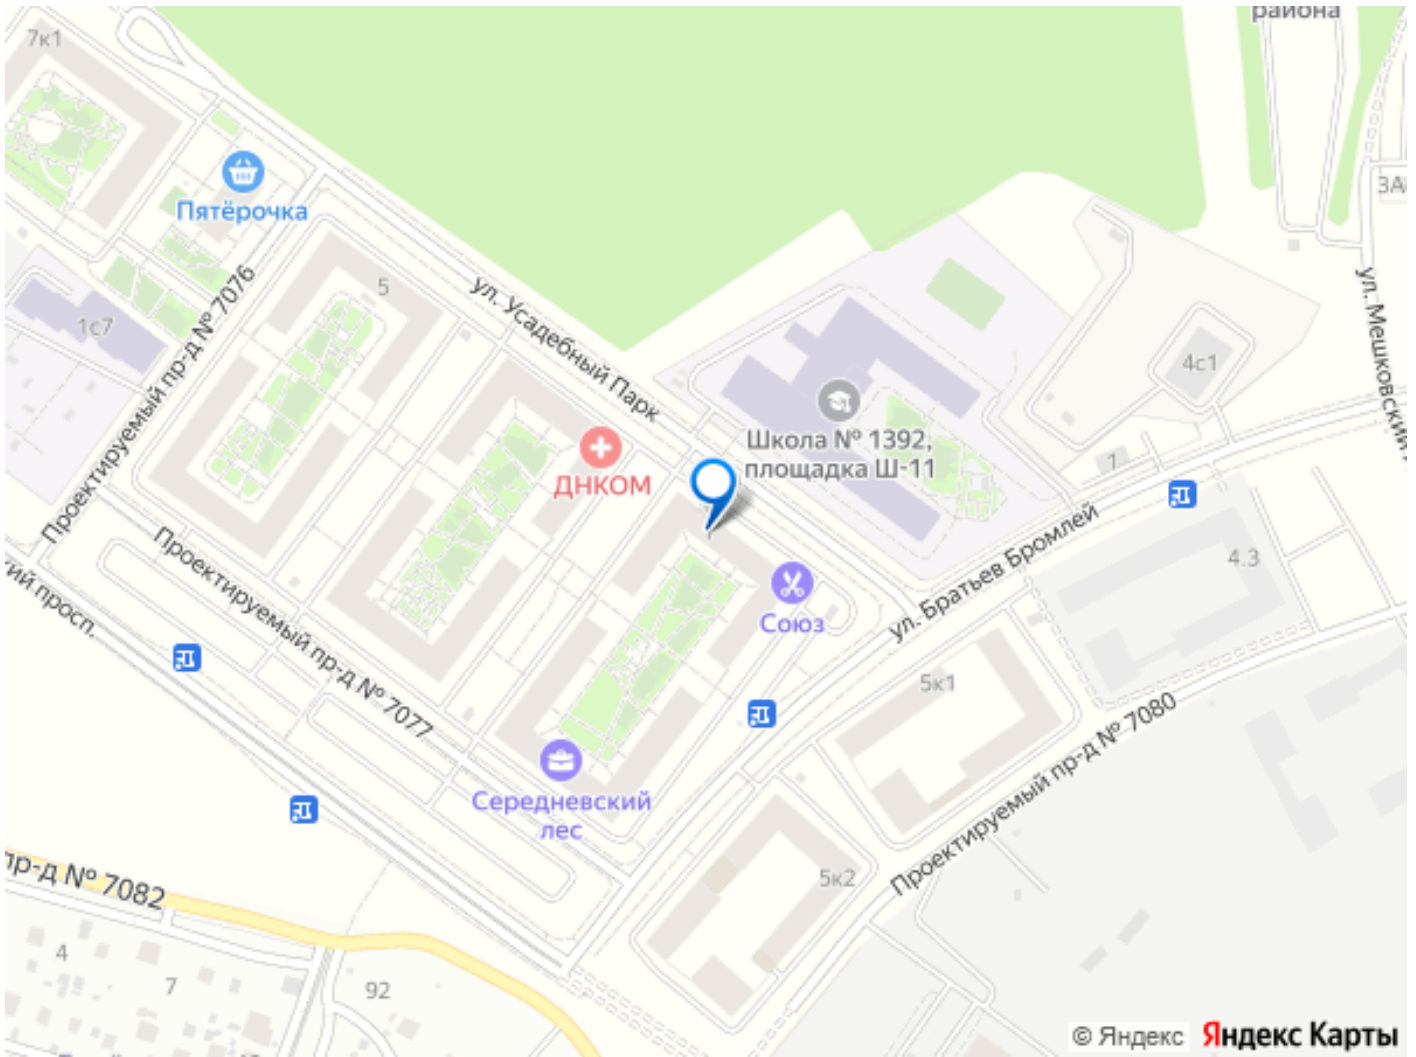 района
7к1
3А
Пятёрочка
Проектируемый пр-д № 7076
5
ул. Усадебный Парк
ул. Мешковский
1с7
4с1
Школа № 1392,
площадка Ш-11
1
ДНКОМ
ул. Братьев Бромлей
4.3
Проектируемый пр-д № 7077
просп.
Союз
5к1
Проектируемый пр-д № 7080
Середневский
лес
5к2
пр-д № 7082
4
7
92
© Яндекс Яндекс Карты